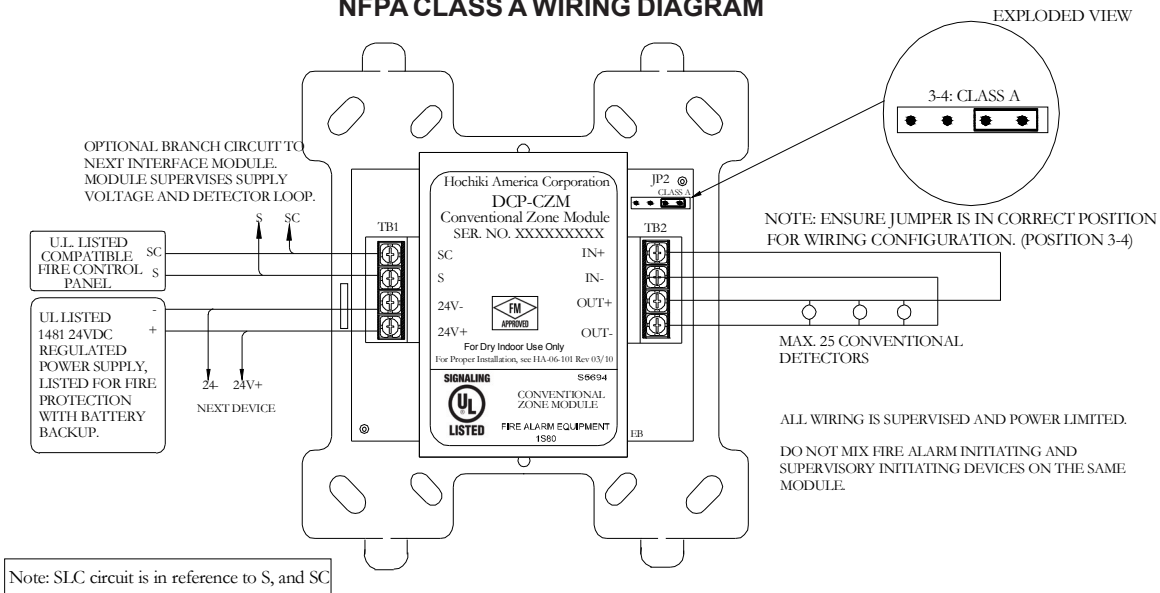 NFPA CLASS A WIRING DIAGRAM
EXPLODED VIEW
3-4: CLASS A
OPTIONAL BRANCH CIRCUIT TO
NEXT INTERFACE MODULE.
MODULE SUPERVISES SUPPLY
VOLTAGE AND DETECTOR LOOP.
S SC
U.L. LISTED
COMPATIBLE
FIRE CONTROL
PANEL
SC
S
UL LISTED
1481 24VDC
REGULATED
POWER SUPPLY,
LISTED FOR FIRE
PROTECTION
WITH BATTERY
BACKUP.
-
+
24- 24V+
NEXT DEVICE
TB1
Hochiki America Corporation
DCP-CZM
Conventional Zone Module
SER. NO. XXXXXXXXX
SC IN+
S IN-
24V- OUT+
24V+ OUT-
FM
APPROVED
For Dry Indoor Use Only
For Proper Installation, see HA-06-101 Rev 03/10
SIGNALING S5694
UL
LISTED
CONVENTIONAL
ZONE MODULE
FIRE ALARM EQUIPMENT
1S80
JP2
CLASS A
TB2
EB
NOTE: ENSURE JUMPER IS IN CORRECT POSITION
FOR WIRING CONFIGURATION. (POSITION 3-4)
MAX. 25 CONVENTIONAL
DETECTORS
ALL WIRING IS SUPERVISED AND POWER LIMITED.
DO NOT MIX FIRE ALARM INITIATING AND
SUPERVISORY INITIATING DEVICES ON THE SAME
MODULE.
Note: SLC circuit is in reference to S, and SC